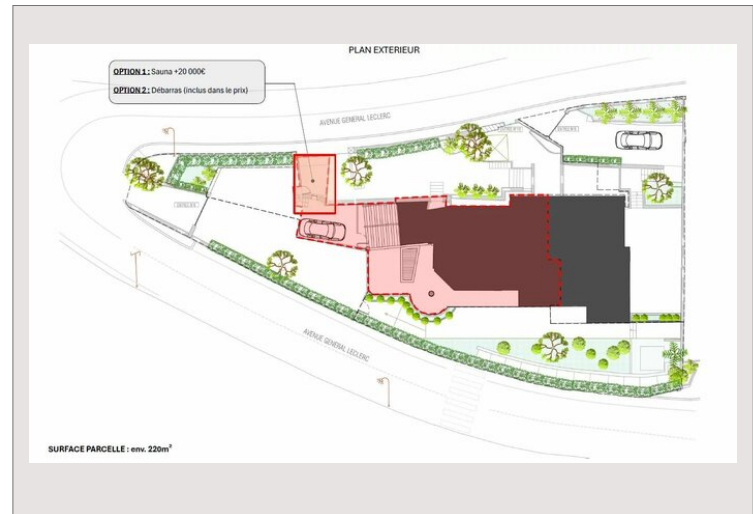 PLAN EXTERIEUR
OPTION 1 : Sauna +20 000€
OPTION 2 : Débarras (inclus dans le prix)
AVENUE GENERAL LECLERC
AVENUE GENERAL LECLERC
SURFACE PARCELLE : env. 220m²